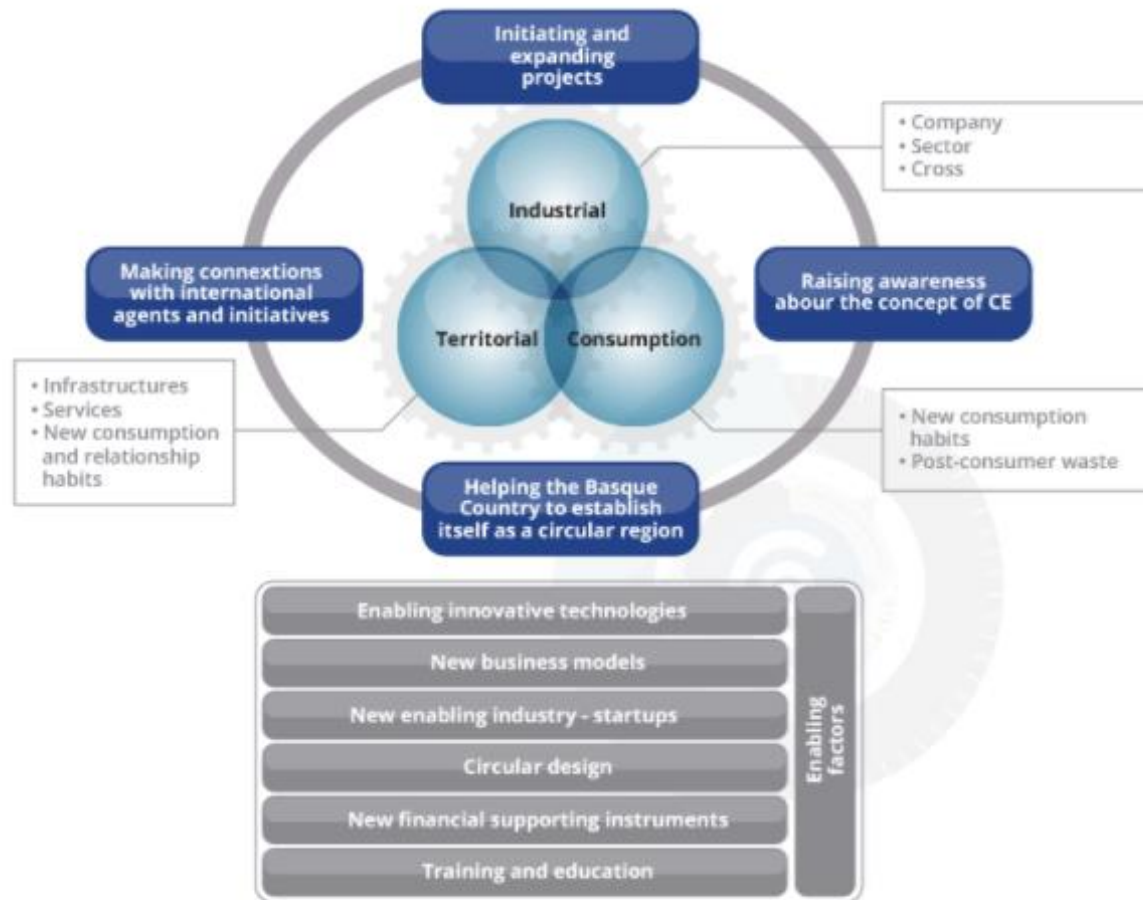 Initiating and
expanding
projects
• Company
• Sector
• Cross
Industrial
Making connextions
with international
agents and initiatives
Raising awareness
abour the concept of CE
Territorial
Consumption
• Infrastructures
• Services
• New consumption
and relationship
habits
• New consumption
habits
• Post-consumer waste
Helping the Basque
Country to establish
itself as a circular region
Enabling innovative technologies
New business models
New enabling industry - startups
Circular design
New financial supporting instruments
Training and education
Enabling
factors